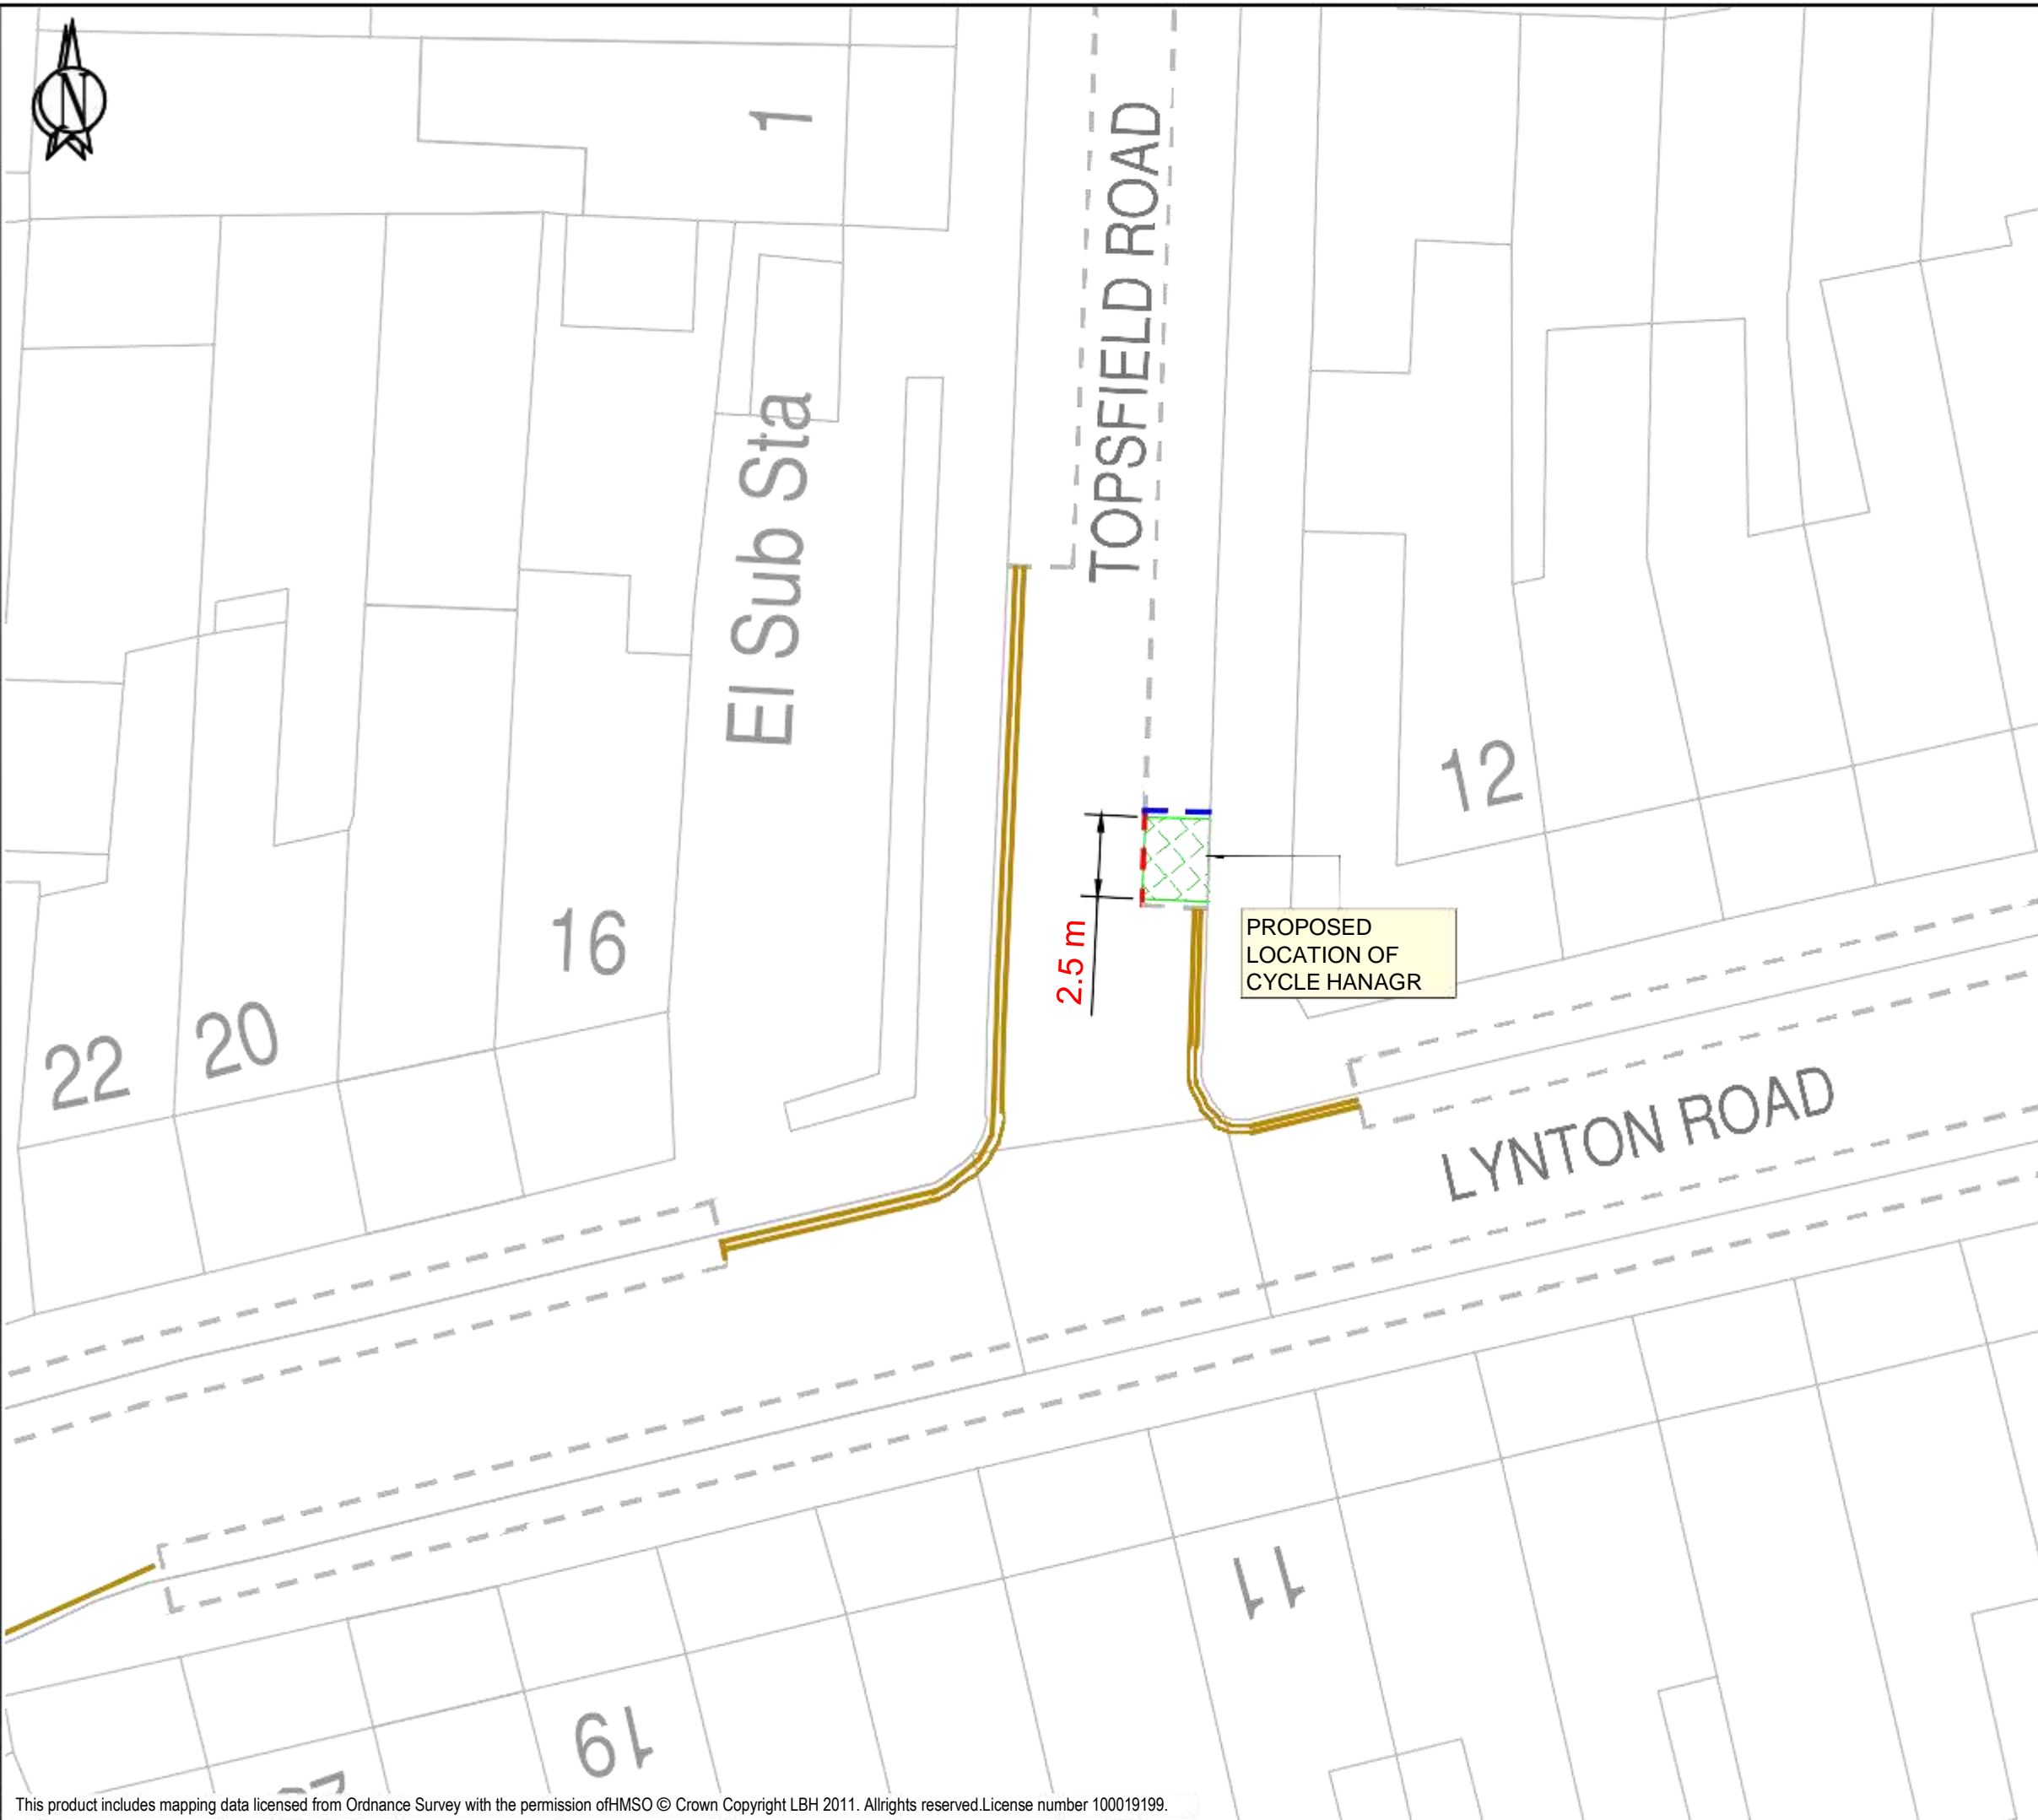 N
1
TOPSFIELD ROAD
El Sub Sta
12
16
2.5 m
PROPOSED
LOCATION OF
CYCLE HANAGR
20
22
LYNTON ROAD
11
19
This product includes mapping data licensed from Ordnance Survey with the permission ofHMSO © Crown Copyright LBH 2011. Allrights reserved.License number 100019199.